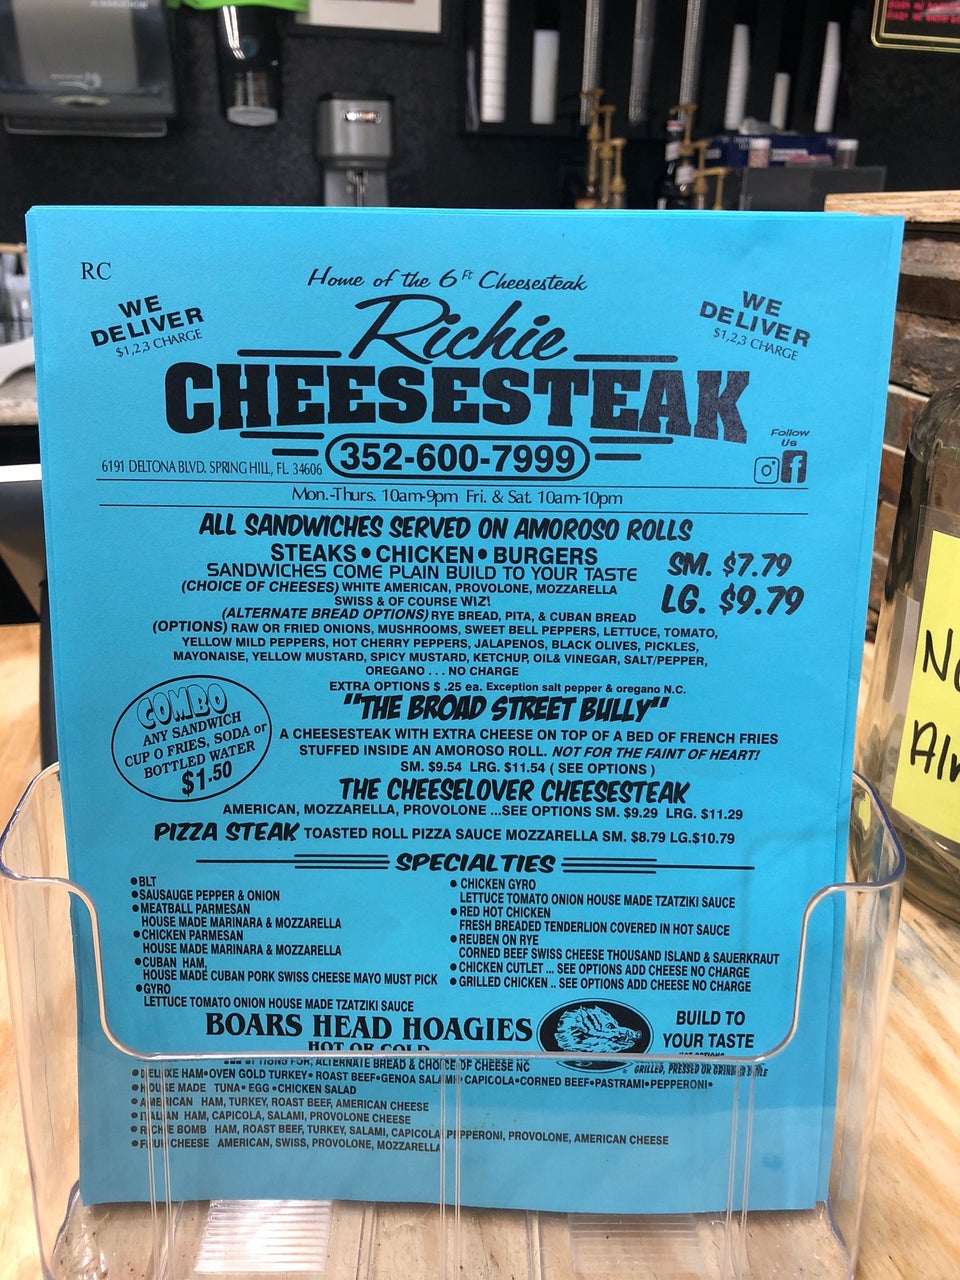 RC
Home of the 6 Ft Cheesesteak
WE DELIVER
$1,2,3 CHARGE
WE DELIVER
$1,2,3 CHARGE
Richie
CHEESESTEAK
Follow Us
6191 DELTONA BLVD. SPRING HILL, FL 34606
352-600-7999
Mon.-Thurs. 10am-9pm Fri. & Sat. 10am-10pm
ALL SANDWICHES SERVED ON AMOROSO ROLLS
STEAKS • CHICKEN • BURGERS
SM. $7.79
SANDWICHES COME PLAIN BUILD TO YOUR TASTE
(CHOICE OF CHEESES) WHITE AMERICAN, PROVOLONE, MOZZARELLA
LG. $9.79
SWISS & OF COURSE WIZ!
(ALTERNATE BREAD OPTIONS) RYE BREAD, PITA, & CUBAN BREAD
(OPTIONS) RAW OR FRIED ONIONS, MUSHROOMS, SWEET BELL PEPPERS, LETTUCE, TOMATO,
YELLOW MILD PEPPERS, HOT CHERRY PEPPERS, JALAPENOS, BLACK OLIVES, PICKLES,
MAYONAISE, YELLOW MUSTARD, SPICY MUSTARD, KETCHUP, OIL& VINEGAR, SALT/PEPPER,
OREGANO . . . NO CHARGE
EXTRA OPTIONS $ .25 ea. Exception salt pepper & oregano N.C.
COMBO
ANY SANDWICH
CUP O FRIES, SODA or
BOTTLED WATER
$1.50
"THE BROAD STREET BULLY"
A CHEESESTEAK WITH EXTRA CHEESE ON TOP OF A BED OF FRENCH FRIES
STUFFED INSIDE AN AMOROSO ROLL. NOT FOR THE FAINT OF HEART!
SM. $9.54 LRG. $11.54 ( SEE OPTIONS )
THE CHEESELOVER CHEESESTEAK
AMERICAN, MOZZARELLA, PROVOLONE ...SEE OPTIONS SM. $9.29 LRG. $11.29
PIZZA STEAK TOASTED ROLL PIZZA SAUCE MOZZARELLA SM. $8.79 LG.$10.79
SPECIALTIES
• BLT
• SAUSAUGE PEPPER & ONION
• MEATBALL PARMESAN
HOUSE MADE MARINARA & MOZZARELLA
• CHICKEN PARMESAN
HOUSE MADE MARINARA & MOZZARELLA
• CUBAN HAM,
HOUSE MADE CUBAN PORK SWISS CHEESE MAYO MUST PICK
• GYRO
LETTUCE TOMATO ONION HOUSE MADE TZATZIKI SAUCE
• CHICKEN GYRO
LETTUCE TOMATO ONION HOUSE MADE TZATZIKI SAUCE
• RED HOT CHICKEN
FRESH BREADED TENDERLION COVERED IN HOT SAUCE
• REUBEN ON RYE
CORNED BEEF SWISS CHEESE THOUSAND ISLAND & SAUERKRAUT
• CHICKEN CUTLET ... SEE OPTIONS ADD CHEESE NO CHARGE
• GRILLED CHICKEN .. SEE OPTIONS ADD CHEESE NO CHARGE
BOARS HEAD HOAGIES
HOT OR COLD
BUILD TO
YOUR TASTE
GRILLED, PRESSED OR
FOR, ALTERNATE BREAD & CHOICE OF CHEESE NC
• DELUXE HAM • OVEN GOLD TURKEY • ROAST BEEF • GENOA SALAMI • CAPICOLA • CORNED BEEF • PASTRAMI • PEPPERONI •
• HOUSE MADE TUNA • EGG • CHICKEN SALAD
• AMERICAN HAM, TURKEY, ROAST BEEF, AMERICAN CHEESE
• ITALIAN HAM, CAPICOLA, SALAMI, PROVOLONE CHEESE
• RICHIE BOMB HAM, ROAST BEEF, TURKEY, SALAMI, CAPICOLA PEPPERONI, PROVOLONE, AMERICAN CHEESE
• FOUR CHEESE AMERICAN, SWISS, PROVOLONE, MOZZARELLA